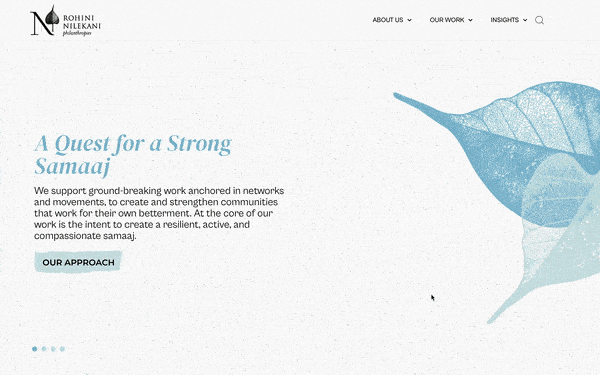 ROHINI
NILEKANI
philanthropies
ABOUT US
OUR WORK
INSIGHTS
A Quest for a Strong
Samaaj
We support ground-breaking work anchored in networks
and movements, to create and strengthen communities
that work for their own betterment. At the core of our
work is the intent to create a resilient, active, and
compassionate samaaj.
OUR APPROACH